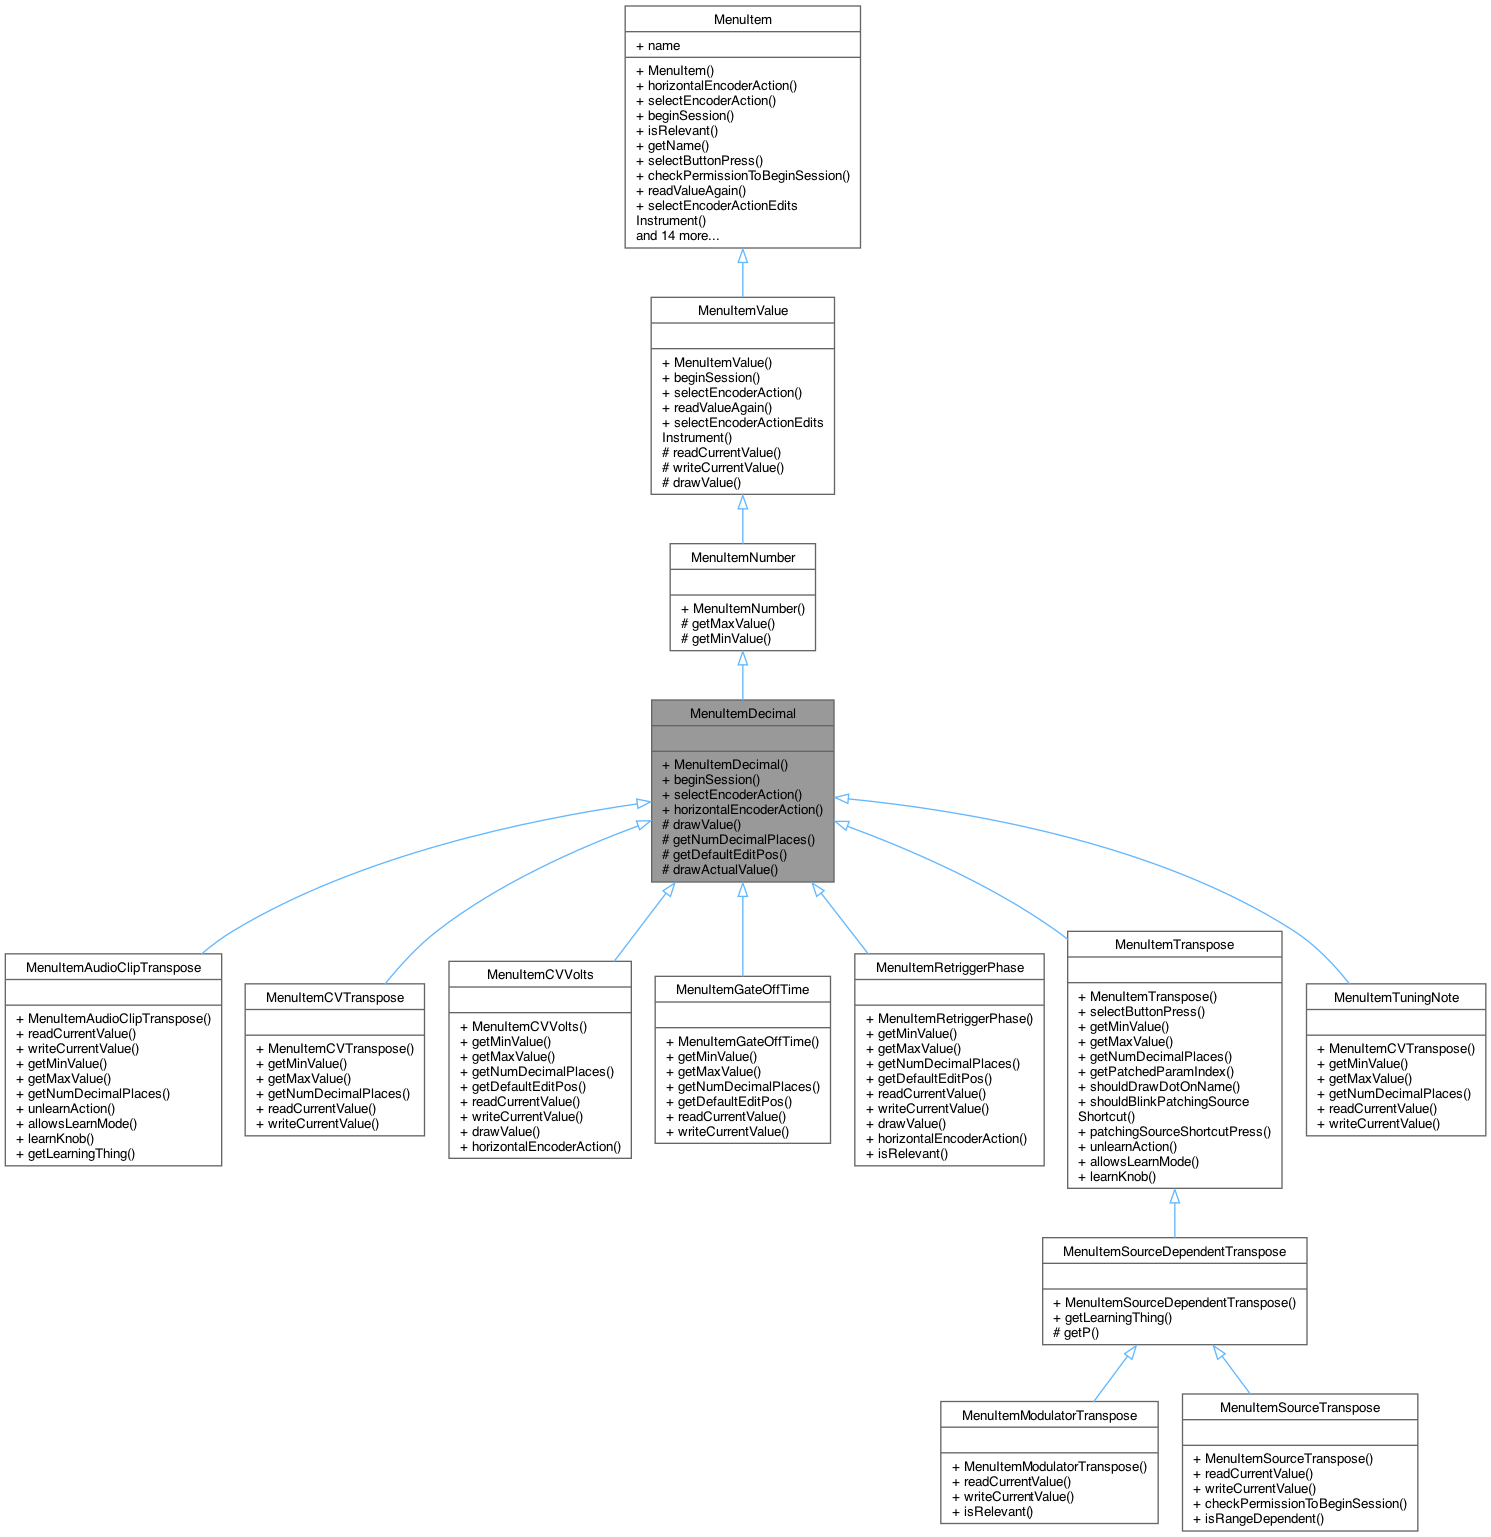 MenuItem
+ name
+ MenuItem()
+ horizontalEncoderAction()
+ selectEncoderAction()
+ beginSession()
+ isRelevant()
+ getName()
+ selectButtonPress()
+ checkPermissionToBeginSession()
+ readValueAgain()
+ selectEncoderActionEdits
Instrument()
and 14 more...
MenuItemValue
+ MenuItemValue()
+ beginSession()
+ selectEncoderAction()
+ readValueAgain()
+ selectEncoderActionEdits
Instrument()
# readCurrentValue()
# writeCurrentValue()
# drawValue()
MenuItemNumber
+ MenuItemNumber()
# getMaxValue()
# getMinValue()
MenuItemDecimal
+ MenuItemDecimal()
+ beginSession()
+ selectEncoderAction()
+ horizontalEncoderAction()
# drawValue()
# getNumDecimalPlaces()
# getDefaultEditPos()
# drawActualValue()
MenuItemAudioClipTranspose
+ MenuItemAudioClipTranspose()
+ readCurrentValue()
+ writeCurrentValue()
+ getMinValue()
+ getMaxValue()
+ getNumDecimalPlaces()
+ unlearnAction()
+ allowsLearnMode()
+ learnKnob()
+ getLearningThing()
MenuItemCVTranspose
+ MenuItemCVTranspose()
+ getMinValue()
+ getMaxValue()
+ getNumDecimalPlaces()
+ readCurrentValue()
+ writeCurrentValue()
MenuItemCVVolts
+ MenuItemCVVolts()
+ getMinValue()
+ getMaxValue()
+ getNumDecimalPlaces()
+ getDefaultEditPos()
+ readCurrentValue()
+ writeCurrentValue()
+ drawValue()
+ horizontalEncoderAction()
MenuItemGateOffTime
+ MenuItemGateOffTime()
+ getMinValue()
+ getMaxValue()
+ getNumDecimalPlaces()
+ getDefaultEditPos()
+ readCurrentValue()
+ writeCurrentValue()
MenuItemRetriggerPhase
+ MenuItemRetriggerPhase()
+ getMinValue()
+ getMaxValue()
+ getNumDecimalPlaces()
+ getDefaultEditPos()
+ readCurrentValue()
+ writeCurrentValue()
+ drawValue()
+ horizontalEncoderAction()
+ isRelevant()
MenuItemTranspose
+ MenuItemTranspose()
+ selectButtonPress()
+ getMinValue()
+ getMaxValue()
+ getNumDecimalPlaces()
+ getPatchedParamIndex()
+ shouldDrawDotOnName()
+ shouldBlinkPatchingSource
Shortcut()
+ patchingSourceShortcutPress()
+ unlearnAction()
+ allowsLearnMode()
+ learnKnob()
MenuItemTuningNote
+ MenuItemCVTranspose()
+ getMinValue()
+ getMaxValue()
+ getNumDecimalPlaces()
+ readCurrentValue()
+ writeCurrentValue()
MenuItemSourceDependentTranspose
+ MenuItemSourceDependentTranspose()
+ getLearningThing()
# getP()
MenuItemModulatorTranspose
+ MenuItemModulatorTranspose()
+ readCurrentValue()
+ writeCurrentValue()
+ isRelevant()
MenuItemSourceTranspose
+ MenuItemSourceTranspose()
+ readCurrentValue()
+ writeCurrentValue()
+ checkPermissionToBeginSession()
+ isRangeDependent()